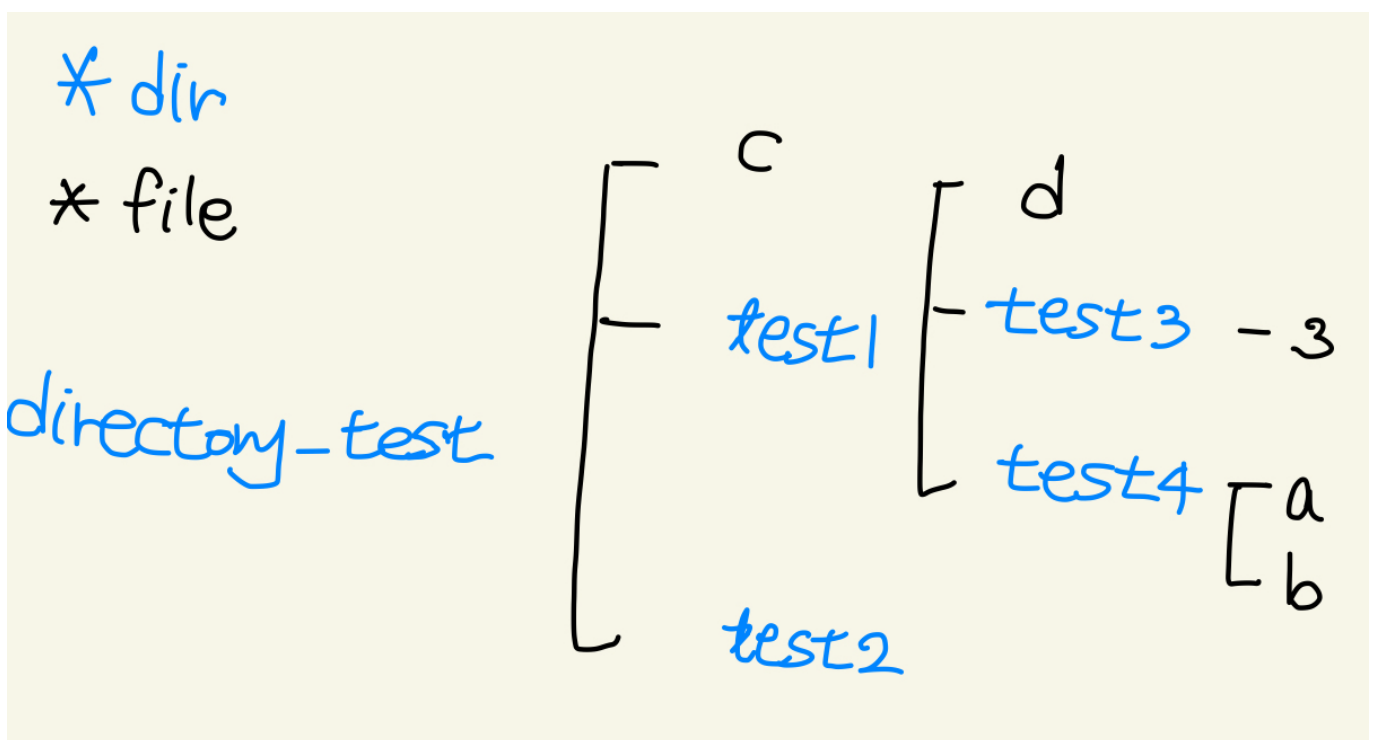 * dir
* file
c
d
test1
test3 - 3
directory_test
test4
a
b
test2